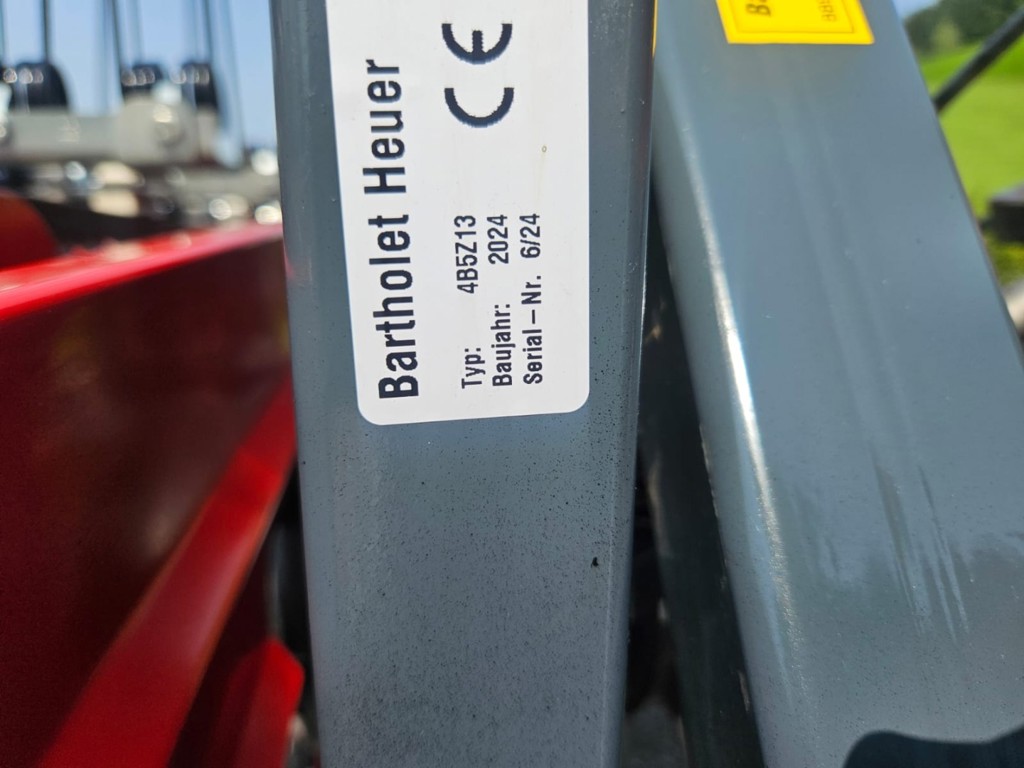 Bartholet Heuer
CE
Typ: 4B5Z13
Baujahr: 2024
Serial-Nr. 6/24